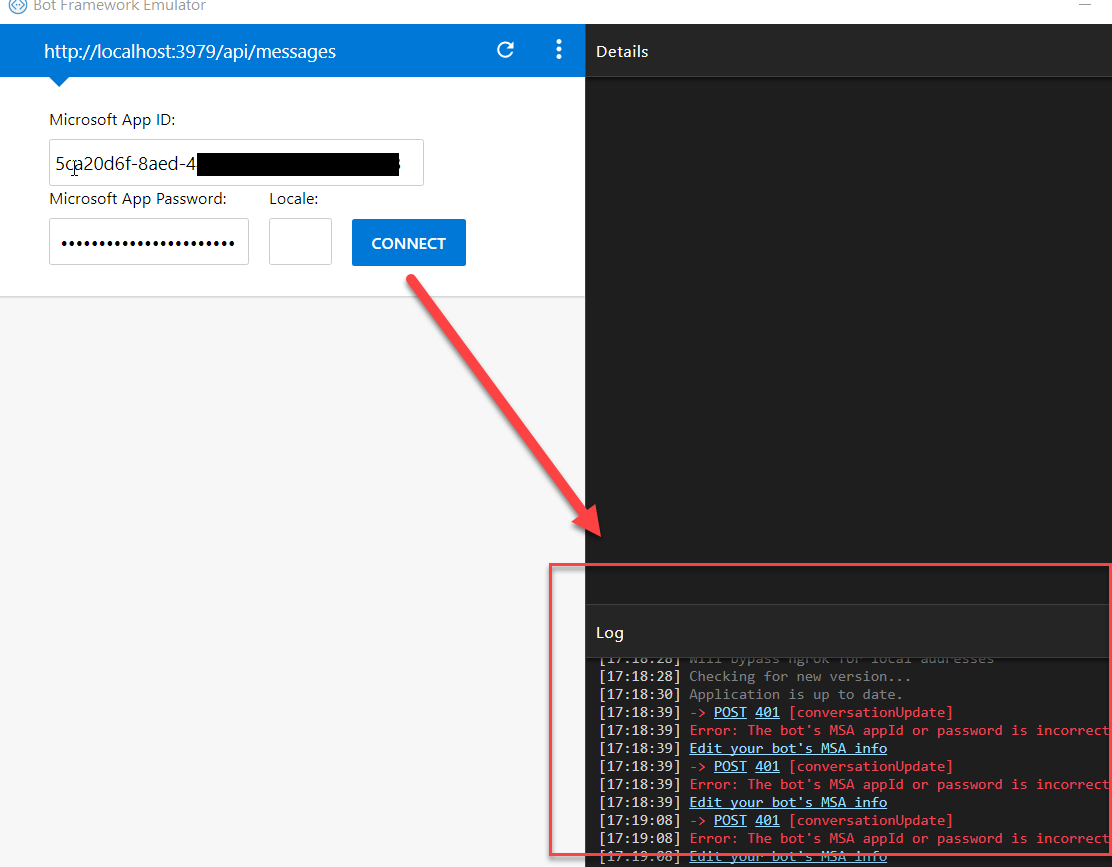 Bot Framework Emulator
http://localhost:3979/api/messages
Details
Microsoft App ID:
5ca20d6f-8aed-4
Microsoft App Password:
Locale:
•••••••••••••••••••••••
CONNECT
Log
[17:18:28] Will bypass ngrok for local addresses
[17:18:28] Checking for new version...
[17:18:30] Application is up to date.
[17:18:39] -> POST 401 [conversationUpdate]
[17:18:39] Error: The bot's MSA appId or password is incorrect
[17:18:39] Edit your bot's MSA info
[17:18:39] -> POST 401 [conversationUpdate]
[17:18:39] Error: The bot's MSA appId or password is incorrect
[17:18:39] Edit your bot's MSA info
[17:19:08] -> POST 401 [conversationUpdate]
[17:19:08] Error: The bot's MSA appId or password is incorrect
[17:19:08] Edit your bot's MSA info